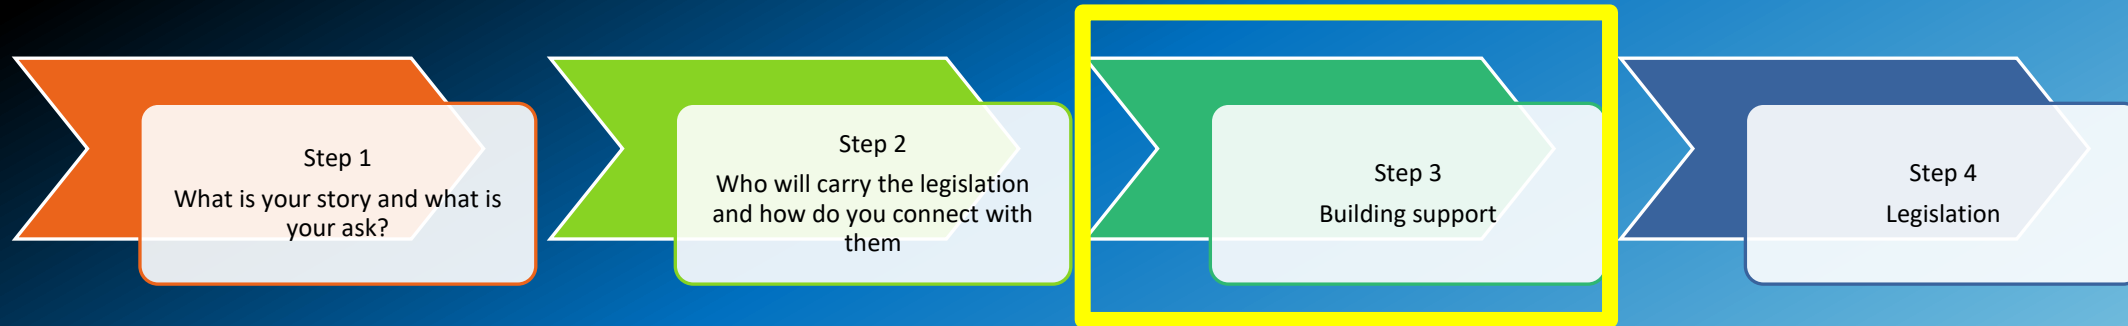 Step 1
What is your story and what is
your ask?
Step 2
Who will carry the legislation
and how do you connect with
them
Step 3
Building support
Step 4
Legislation